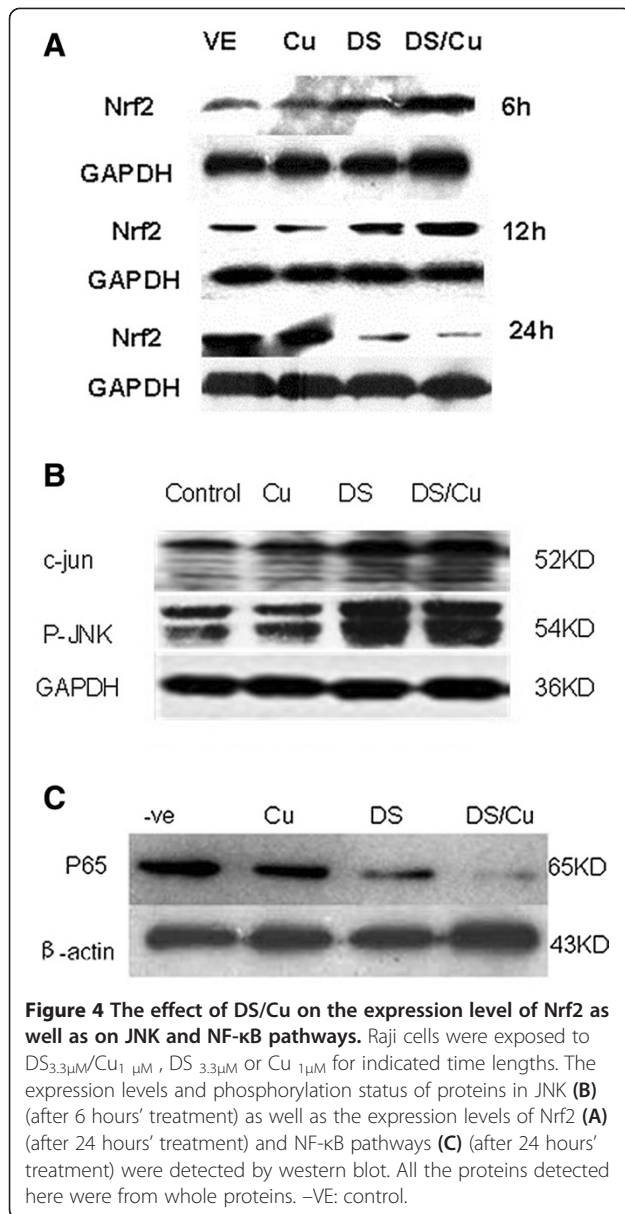 A
VE Cu DS DS/Cu
Nrf2 6h
GAPDH
Nrf2 12h
GAPDH
Nrf2 24h
GAPDH
B
Control Cu DS DS/Cu
c-jun 52KD
P-JNK 54KD
GAPDH 36KD
C
-ve Cu DS DS/Cu
P65 65KD
β-actin 43KD
Figure 4 The effect of DS/Cu on the expression level of Nrf2 as
well as on JNK and NF-κB pathways. Raji cells were exposed to
DS3.3μM/Cu1 μM , DS 3.3μM or Cu 1μM for indicated time lengths. The
expression levels and phosphorylation status of proteins in JNK (B)
(after 6 hours' treatment) as well as the expression levels of Nrf2 (A)
(after 24 hours' treatment) and NF-κB pathways (C) (after 24 hours'
treatment) were detected by western blot. All the proteins detected
here were from whole proteins. –VE: control.